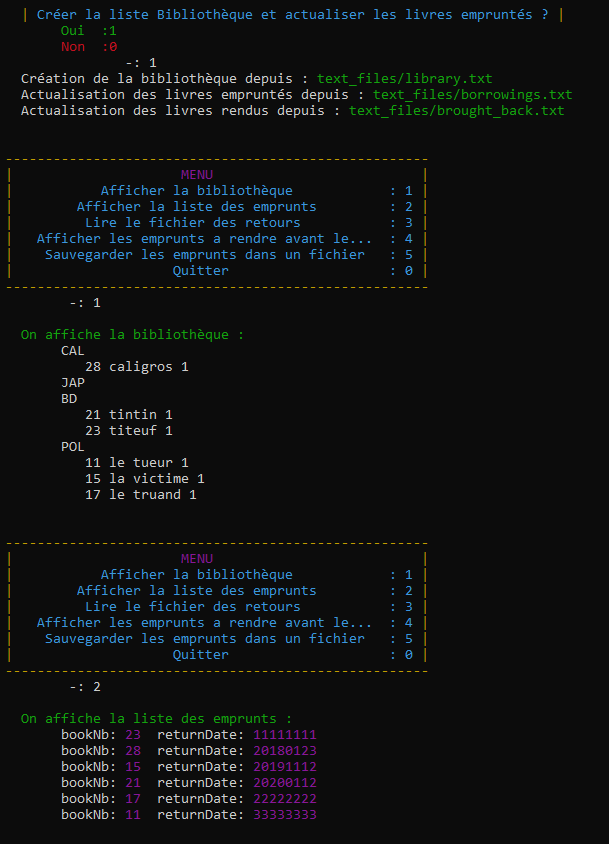 | Créer la liste Bibliothèque et actualiser les livres empruntés ? |
Oui :1
Non :0
-: 1
Création de la bibliothèque depuis : text_files/library.txt
Actualisation des livres empruntés depuis : text_files/borrowings.txt
Actualisation des livres rendus depuis : text_files/brought_back.txt
-----------------------------------------------------
| MENU |
| Afficher la bibliothèque : 1 |
| Afficher la liste des emprunts : 2 |
| Lire le fichier des retours : 3 |
| Afficher les emprunts a rendre avant le... : 4 |
| Sauvegarder les emprunts dans un fichier : 5 |
| Quitter : 0 |
-----------------------------------------------------
-: 1
On affiche la bibliothèque :
CAL
28 caligros 1
JAP
BD
21 tintin 1
23 titeuf 1
POL
11 le tueur 1
15 la victime 1
17 le truand 1
-----------------------------------------------------
| MENU |
| Afficher la bibliothèque : 1 |
| Afficher la liste des emprunts : 2 |
| Lire le fichier des retours : 3 |
| Afficher les emprunts a rendre avant le... : 4 |
| Sauvegarder les emprunts dans un fichier : 5 |
| Quitter : 0 |
-----------------------------------------------------
-: 2
On affiche la liste des emprunts :
bookNb: 23 returnDate: 11111111
bookNb: 28 returnDate: 20180123
bookNb: 15 returnDate: 20191112
bookNb: 21 returnDate: 20200112
bookNb: 17 returnDate: 22222222
bookNb: 11 returnDate: 33333333